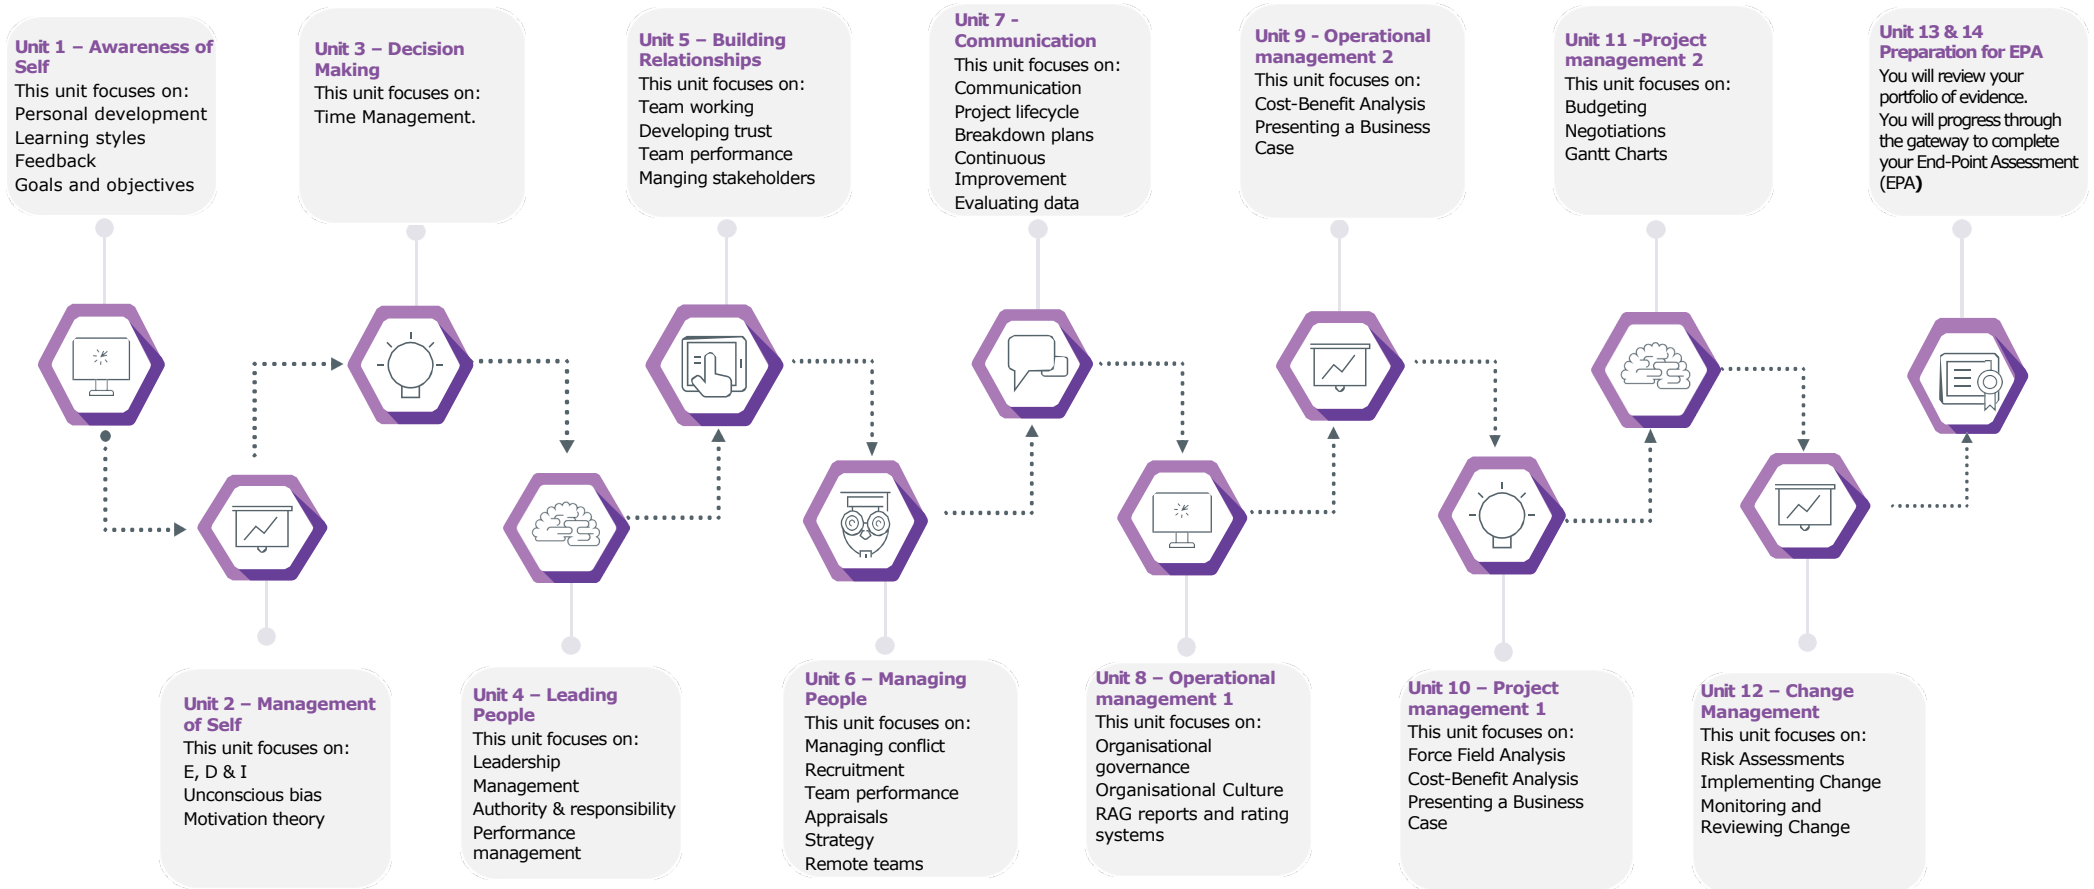 Unit 1 – Awareness of
Self
This unit focuses on:
Personal development
Learning styles
Feedback
Goals and objectives
Unit 2 – Management
of Self
This unit focuses on:
E, D & I
Unconscious bias
Motivation theory
Unit 3 – Decision
Making
This unit focuses on:
Time Management.
Unit 4 – Leading
People
This unit focuses on:
Leadership
Management
Authority & responsibility
Performance
management
Unit 5 – Building
Relationships
This unit focuses on:
Team working
Developing trust
Team performance
Manging stakeholders
Unit 6 – Managing
People
This unit focuses on:
Managing conflict
Recruitment
Team performance
Appraisals
Strategy
Remote teams
Unit 7 -
Communication
This unit focuses on:
Communication
Project lifecycle
Breakdown plans
Continuous
Improvement
Evaluating data
Unit 8 – Operational
management 1
This unit focuses on:
Organisational
governance
Organisational Culture
RAG reports and rating
systems
Unit 9 - Operational
management 2
This unit focuses on:
Cost-Benefit Analysis
Presenting a Business
Case
Unit 10 – Project
management 1
This unit focuses on:
Force Field Analysis
Cost-Benefit Analysis
Presenting a Business
Case
Unit 11 -Project
management 2
This unit focuses on:
Budgeting
Negotiations
Gantt Charts
Unit 12 – Change
Management
This unit focuses on:
Risk Assessments
Implementing Change
Monitoring and
Reviewing Change
Unit 13 & 14
Preparation for EPA
You will review your
portfolio of evidence.
You will progress through
the gateway to complete
your End-Point Assessment
(EPA)